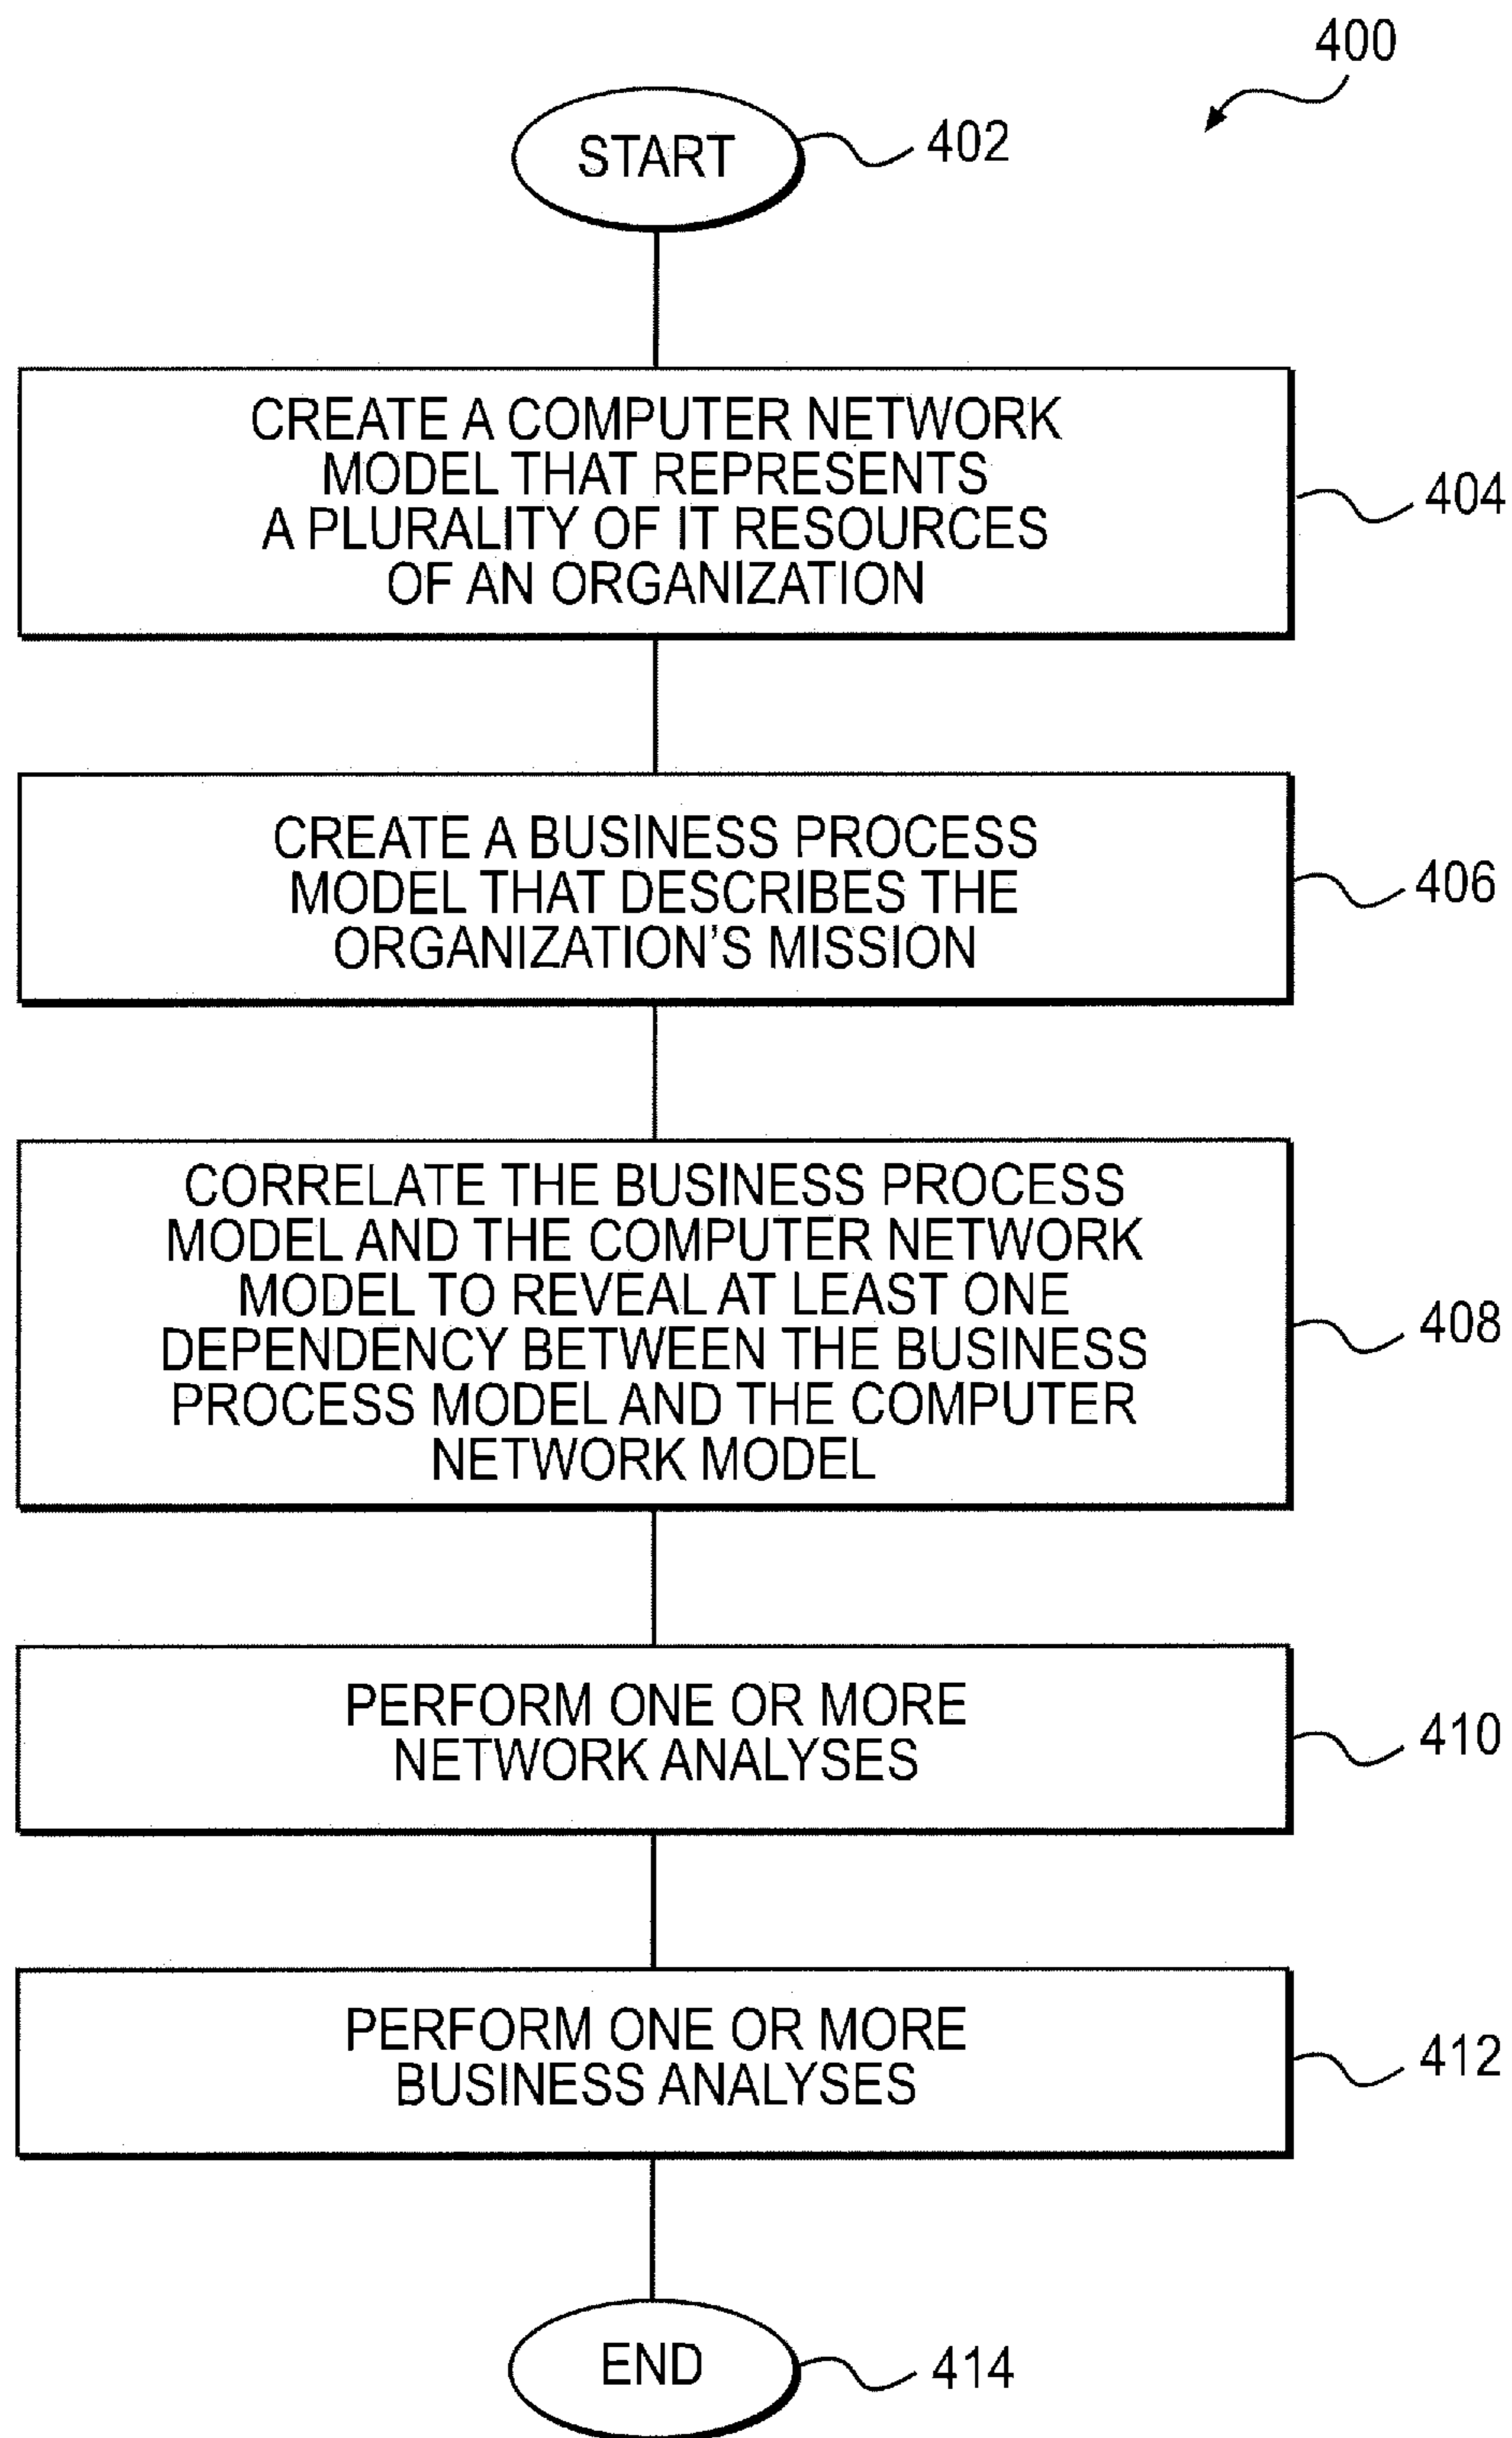 400
START
402
CREATE A COMPUTER NETWORK
MODEL THAT REPRESENTS
A PLURALITY OF IT RESOURCES
OF AN ORGANIZATION
404
CREATE A BUSINESS PROCESS
MODEL THAT DESCRIBES THE
ORGANIZATION'S MISSION
406
CORRELATE THE BUSINESS PROCESS
MODEL AND THE COMPUTER NETWORK
MODEL TO REVEAL AT LEAST ONE
DEPENDENCY BETWEEN THE BUSINESS
PROCESS MODEL AND THE COMPUTER
NETWORK MODEL
408
PERFORM ONE OR MORE
NETWORK ANALYSES
410
PERFORM ONE OR MORE
BUSINESS ANALYSES
412
END
414